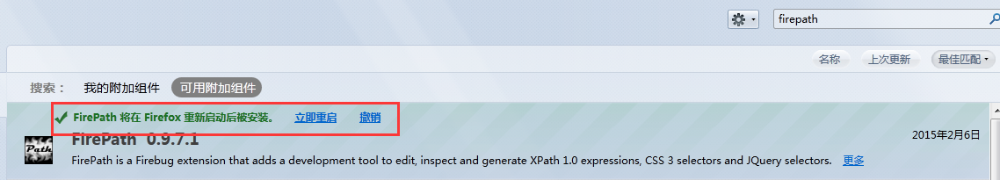 firepath
名称 上次更新 最佳匹配
搜索： 我的附加组件 可用附加组件
FirePath 将在 Firefox 重新启动后被安装。 立即重启 撤销
FirePath 0.9.7.1 2015年2月6日
Path
FirePath is a Firebug extension that adds a development tool to edit, inspect and generate XPath 1.0 expressions, CSS 3 selectors and JQuery selectors. 更多